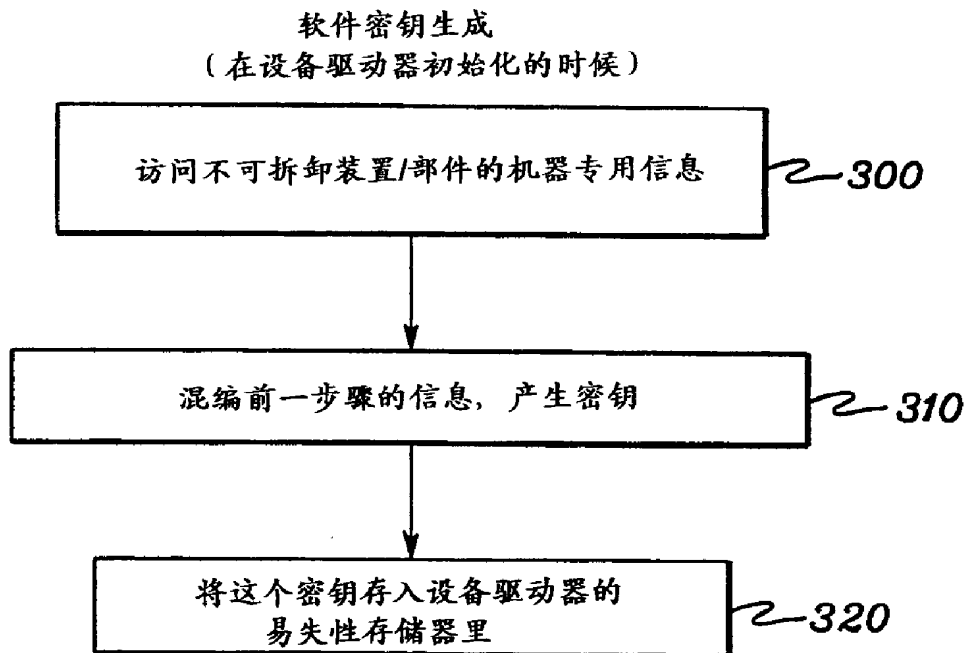 软件密钥生成
(在设备驱动器初始化的时候)
访问不可拆卸装置/部件的机器专用信息
300
混编前一步骤的信息, 产生密钥
310
将这个密钥存入设备驱动器的
易失性存储器里
320